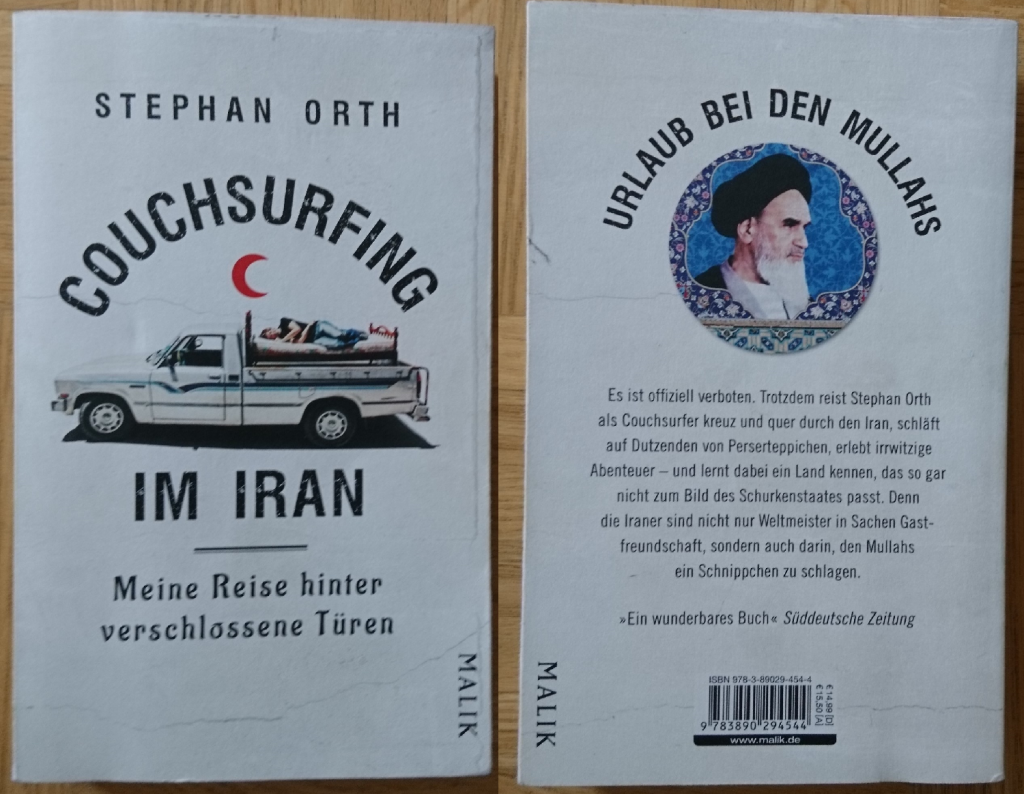 STEPHAN ORTH
COUCHSURFING
IM IRAN
Meine Reise hinter
verschlossene Türen
MALIK
URLAUB BEI DEN MULLAHS
Es ist offiziell verboten. Trotzdem reist Stephan Orth
als Couchsurfer kreuz und quer durch den Iran, schläft
auf Dutzenden von Perserteppichen, erlebt irrwitzige
Abenteuer – und lernt dabei ein Land kennen, das so gar
nicht zum Bild des Schurkenstaates passt. Denn
die Iraner sind nicht nur Weltmeister in Sachen Gast-
freundschaft, sondern auch darin, den Mullahs
ein Schnippchen zu schlagen.
»Ein wunderbares Buch« Süddeutsche Zeitung
MALIK
ISBN 978-3-89029-454-4
€ 14,99 [D]
€ 15,50 [A]
9 783890 294544
www.malik.de